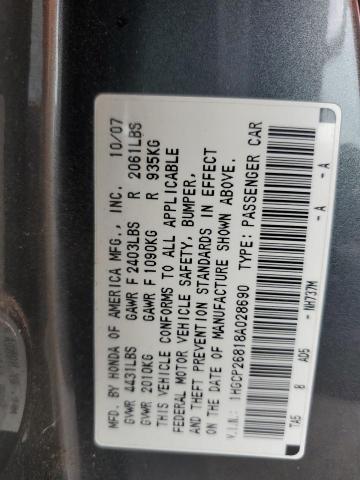 MFD. BY HONDA OF AMERICA MFG., INC. 10/07
GVWR 4431LBS GAWR F 2403LBS R 2061LBS
GVWR 2010KG GAWR F 1090KG R 935KG
THIS VEHICLE CONFORMS TO ALL APPLICABLE
FEDERAL MOTOR VEHICLE SAFETY, BUMPER,
AND THEFT PREVENTION STANDARDS IN EFFECT
ON THE DATE OF MANUFACTURE SHOWN ABOVE.
V.I.N.: 1HGCP26818A028690 TYPE: PASSENGER CAR
TA5 8 A05 - NH737M - A - A